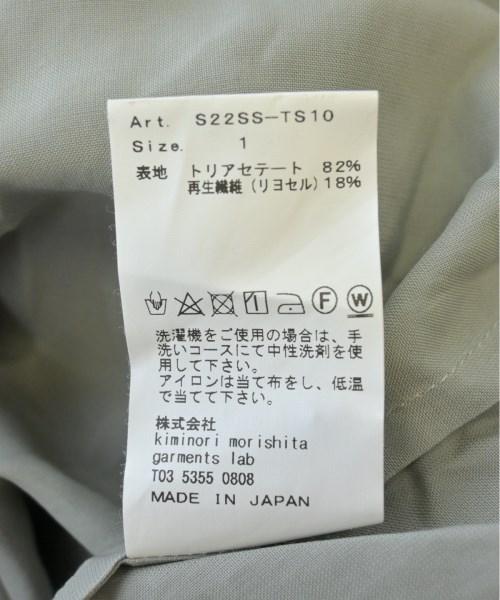 Art. S22SS-TS10
Size. 1
表地 トリアセテート 82%
再生繊維(リヨセル)18%
F W
洗濯機をご使用の場合は、手
洗いコースにて中性洗剤を使
用して下さい。
アイロンは当て布をし、低温
で当てて下さい。
株式会社
kiminori morishita
garments lab
T03 5355 0808
MADE IN JAPAN